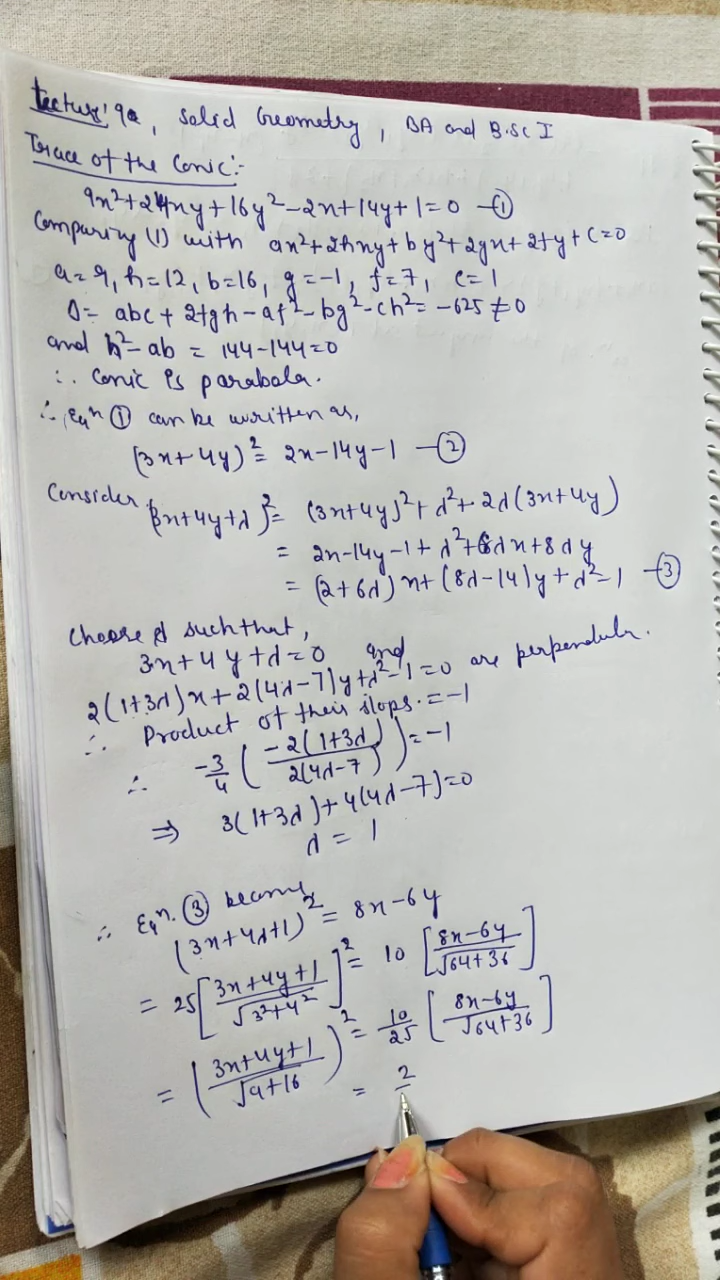 Lecture: 9a, Solid Geometry, BA and B.Sc I
Trace of the Conic:-
9x²+24xy+16y²-2x+14y+1=0 -①
Comparing (1) with ax²+2hxy+by²+2gx+2fy+c=0
a=9, h=12, b=16, g=-1, f=7, c=1
Δ= abc+2fgh-af²-bg²-ch²= -625≠0
and h²-ab = 144-144=0
∴ Conic is parabola.
∴ Eqⁿ ① can be written as,
(3x+4y)²= 2x-14y-1 -②
Consider, (3x+4y+λ)²= (3x+4y)²+λ²+2λ(3x+4y)
= 2x-14y-1+λ²+6λx+8λy
= (2+6λ)x+(8λ-14)y+λ²-1 -③
Choose λ such that,
3x+4y+λ=0 and
2(1+3λ)x+2(4λ-7)y+λ²-1=0 are perpendulr.
∴ Product of their slops.=-1
∴ -3/4 (-2(1+3λ)/2(4λ-7))=-1
⇒ 3(1+3λ)+4(4λ-7)=0
λ = 1
∴ Eqⁿ. ③ becomes
(3x+4λ+1)² = 8x-6y
= 25[3x+4y+1/√3²+4²]²= 10 [8x-6y/√64+36]
= (3x+4y+1/√9+16)²= 10/25 [8x-6y/√64+36]
= 2